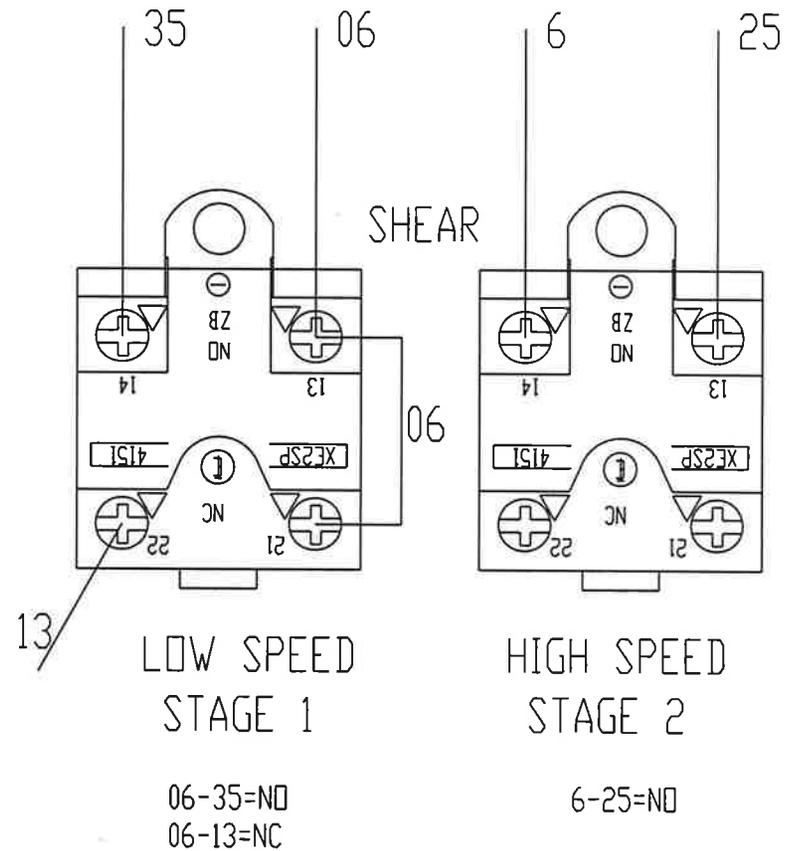 35 06 6 25
SHEAR
ZB ZB
NO NO
14 13 14 13
06
4151 XE2SP 4151 XE2SP
NC NC
22 21 22 21
13
LOW SPEED HIGH SPEED
STAGE 1 STAGE 2
06-35=NO 6-25=NO
06-13=NC